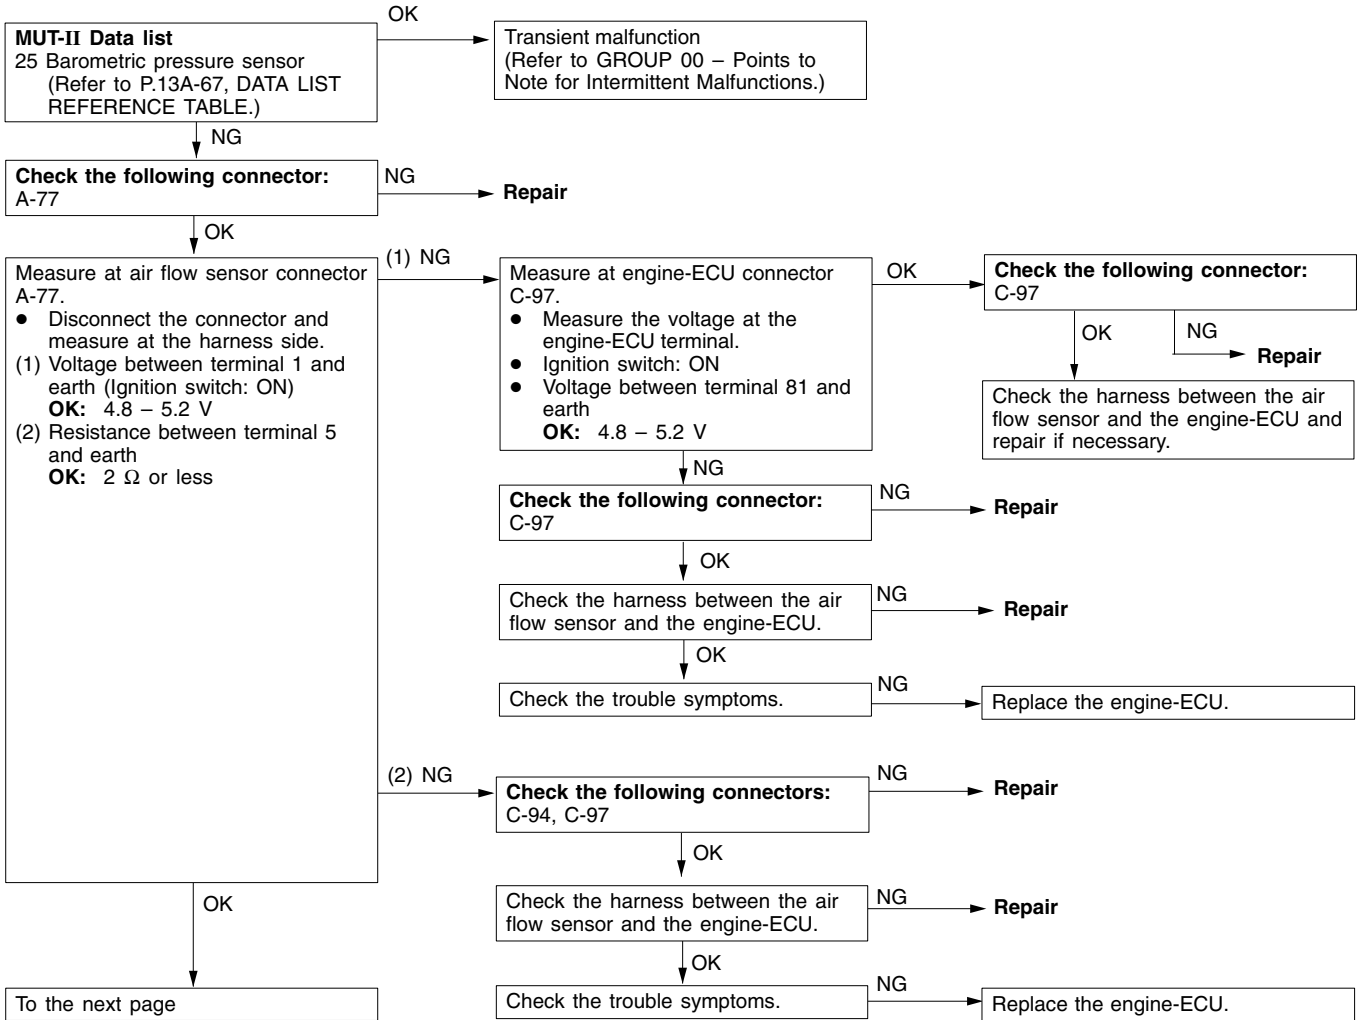 OK
MUT-II Data list
25 Barometric pressure sensor
(Refer to P.13A-67, DATA LIST
REFERENCE TABLE.)
Transient malfunction
(Refer to GROUP 00 – Points to
Note for Intermittent Malfunctions.)
NG
Check the following connector:
A-77
NG
Repair
OK
Measure at air flow sensor connector
A-77.
● Disconnect the connector and
measure at the harness side.
(1) Voltage between terminal 1 and
earth (Ignition switch: ON)
OK: 4.8 – 5.2 V
(2) Resistance between terminal 5
and earth
OK: 2 Ω or less
(1) NG
Measure at engine-ECU connector
C-97.
● Measure the voltage at the
engine-ECU terminal.
● Ignition switch: ON
● Voltage between terminal 81 and
earth
OK: 4.8 – 5.2 V
OK
Check the following connector:
C-97
OK
NG
Repair
Check the harness between the air
flow sensor and the engine-ECU and
repair if necessary.
NG
Check the following connector:
C-97
NG
Repair
OK
Check the harness between the air
flow sensor and the engine-ECU.
NG
Repair
OK
Check the trouble symptoms.
NG
Replace the engine-ECU.
(2) NG
Check the following connectors:
C-94, C-97
NG
Repair
OK
Check the harness between the air
flow sensor and the engine-ECU.
NG
Repair
OK
Check the trouble symptoms.
NG
Replace the engine-ECU.
OK
To the next page